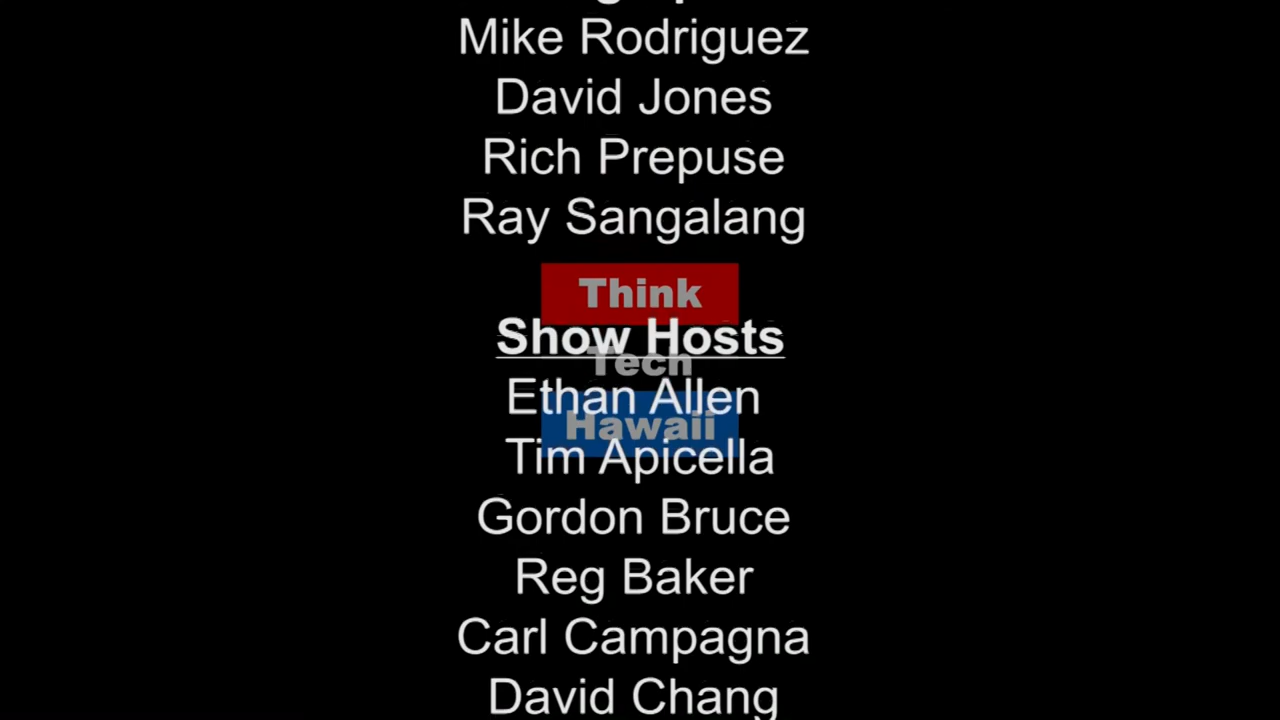 Mike Rodriguez
David Jones
Rich Prepuse
Ray Sangalang
Think
Show Hosts
Tech
Ethan Allen
Hawaii
Tim Apicella
Gordon Bruce
Reg Baker
Carl Campagna
David Chang